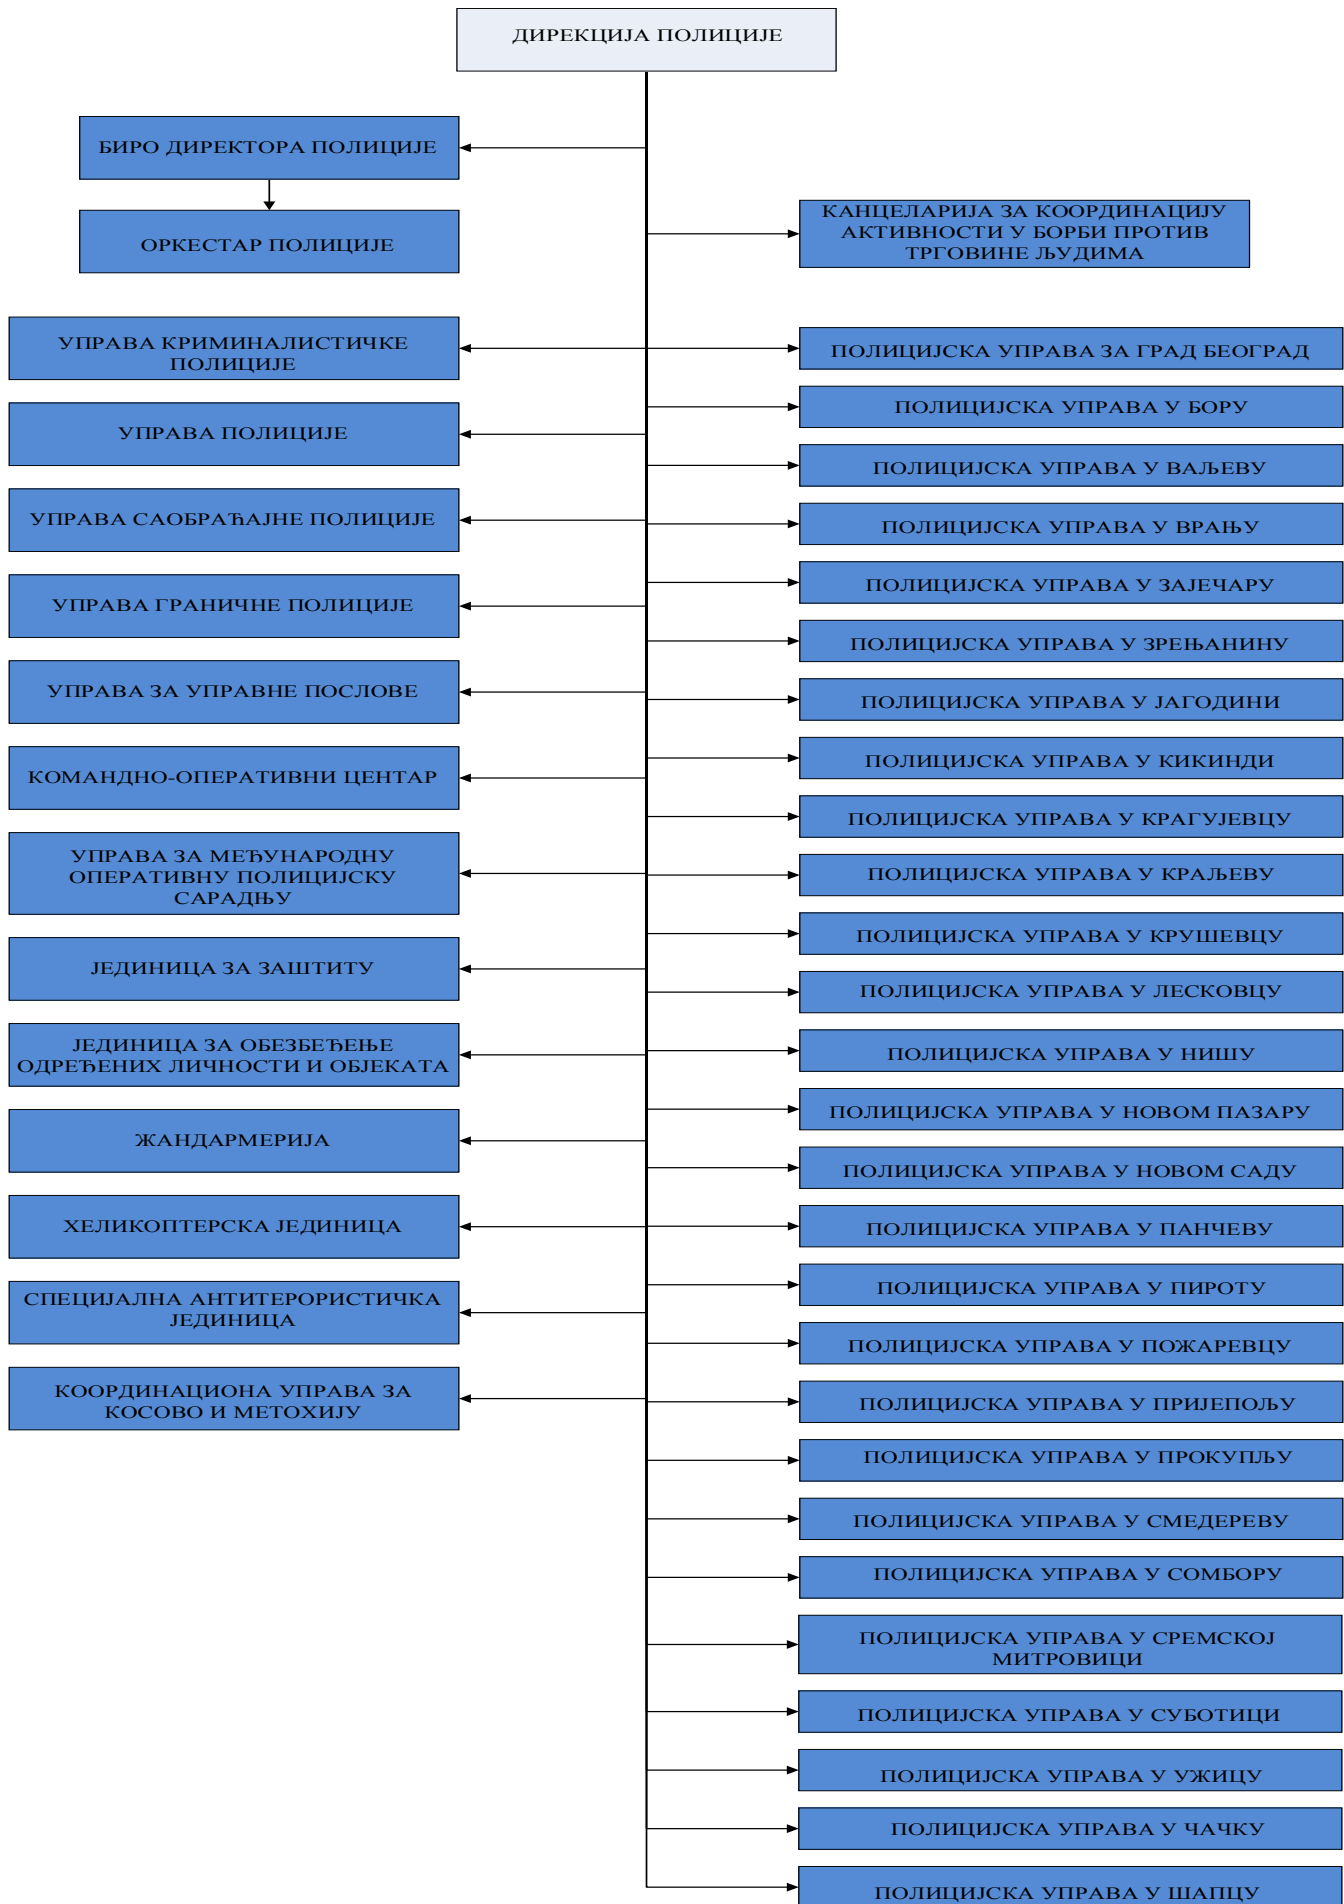 ДИРЕКЦИЈА ПОЛИЦИЈЕ
БИРО ДИРЕКТОРА ПОЛИЦИЈЕ
ОРКЕСТАР ПОЛИЦИЈЕ
КАНЦЕЛАРИЈА ЗА КООРДИНАЦИЈУ
АКТИВНОСТИ У БОРБИ ПРОТИВ
ТРГОВИНЕ ЉУДИМА
УПРАВА КРИМИНАЛИСТИЧКЕ
ПОЛИЦИЈЕ
УПРАВА ПОЛИЦИЈЕ
УПРАВА САОБРАЋАЈНЕ ПОЛИЦИЈЕ
УПРАВА ГРАНИЧНЕ ПОЛИЦИЈЕ
УПРАВА ЗА УПРАВНЕ ПОСЛОВЕ
КОМАНДНО-ОПЕРАТИВНИ ЦЕНТАР
УПРАВА ЗА МЕЂУНАРОДНУ
ОПЕРАТИВНУ ПОЛИЦИЈСКУ
САРАДЊУ
ЈЕДИНИЦА ЗА ЗАШТИТУ
ЈЕДИНИЦА ЗА ОБЕЗБЕЂЕЊЕ
ОДРЕЂЕНИХ ЛИЧНОСТИ И ОБЈЕКАТА
ЖАНДАРМЕРИЈА
ХЕЛИКОПТЕРСКА ЈЕДИНИЦА
СПЕЦИЈАЛНА АНТИТЕРОРИСТИЧКА
ЈЕДИНИЦА
КООРДИНАЦИОНА УПРАВА ЗА
КОСОВО И МЕТОХИЈУ
ПОЛИЦИЈСКА УПРАВА ЗА ГРАД БЕОГРАД
ПОЛИЦИЈСКА УПРАВА У БОРУ
ПОЛИЦИЈСКА УПРАВА У ВАЉЕВУ
ПОЛИЦИЈСКА УПРАВА У ВРАЊУ
ПОЛИЦИЈСКА УПРАВА У ЗАЈЕЧАРУ
ПОЛИЦИЈСКА УПРАВА У ЗРЕЊАНИНУ
ПОЛИЦИЈСКА УПРАВА У ЈАГОДИНИ
ПОЛИЦИЈСКА УПРАВА У КИКИНДИ
ПОЛИЦИЈСКА УПРАВА У КРАГУЈЕВЦУ
ПОЛИЦИЈСКА УПРАВА У КРАЉЕВУ
ПОЛИЦИЈСКА УПРАВА У КРУШЕВЦУ
ПОЛИЦИЈСКА УПРАВА У ЛЕСКОВЦУ
ПОЛИЦИЈСКА УПРАВА У НИШУ
ПОЛИЦИЈСКА УПРАВА У НОВОМ ПАЗАРУ
ПОЛИЦИЈСКА УПРАВА У НОВОМ САДУ
ПОЛИЦИЈСКА УПРАВА У ПАНЧЕВУ
ПОЛИЦИЈСКА УПРАВА У ПИРОТУ
ПОЛИЦИЈСКА УПРАВА У ПОЖАРЕВЦУ
ПОЛИЦИЈСКА УПРАВА У ПРИЈЕПОЉУ
ПОЛИЦИЈСКА УПРАВА У ПРОКУПЉУ
ПОЛИЦИЈСКА УПРАВА У СМЕДЕРЕВУ
ПОЛИЦИЈСКА УПРАВА У СОМБОРУ
ПОЛИЦИЈСКА УПРАВА У СРЕМСКОЈ
МИТРОВИЦИ
ПОЛИЦИЈСКА УПРАВА У СУБОТИЦИ
ПОЛИЦИЈСКА УПРАВА У УЖИЦУ
ПОЛИЦИЈСКА УПРАВА У ЧАЧКУ
ПОЛИЦИЈСКА УПРАВА У ШАПЦУ